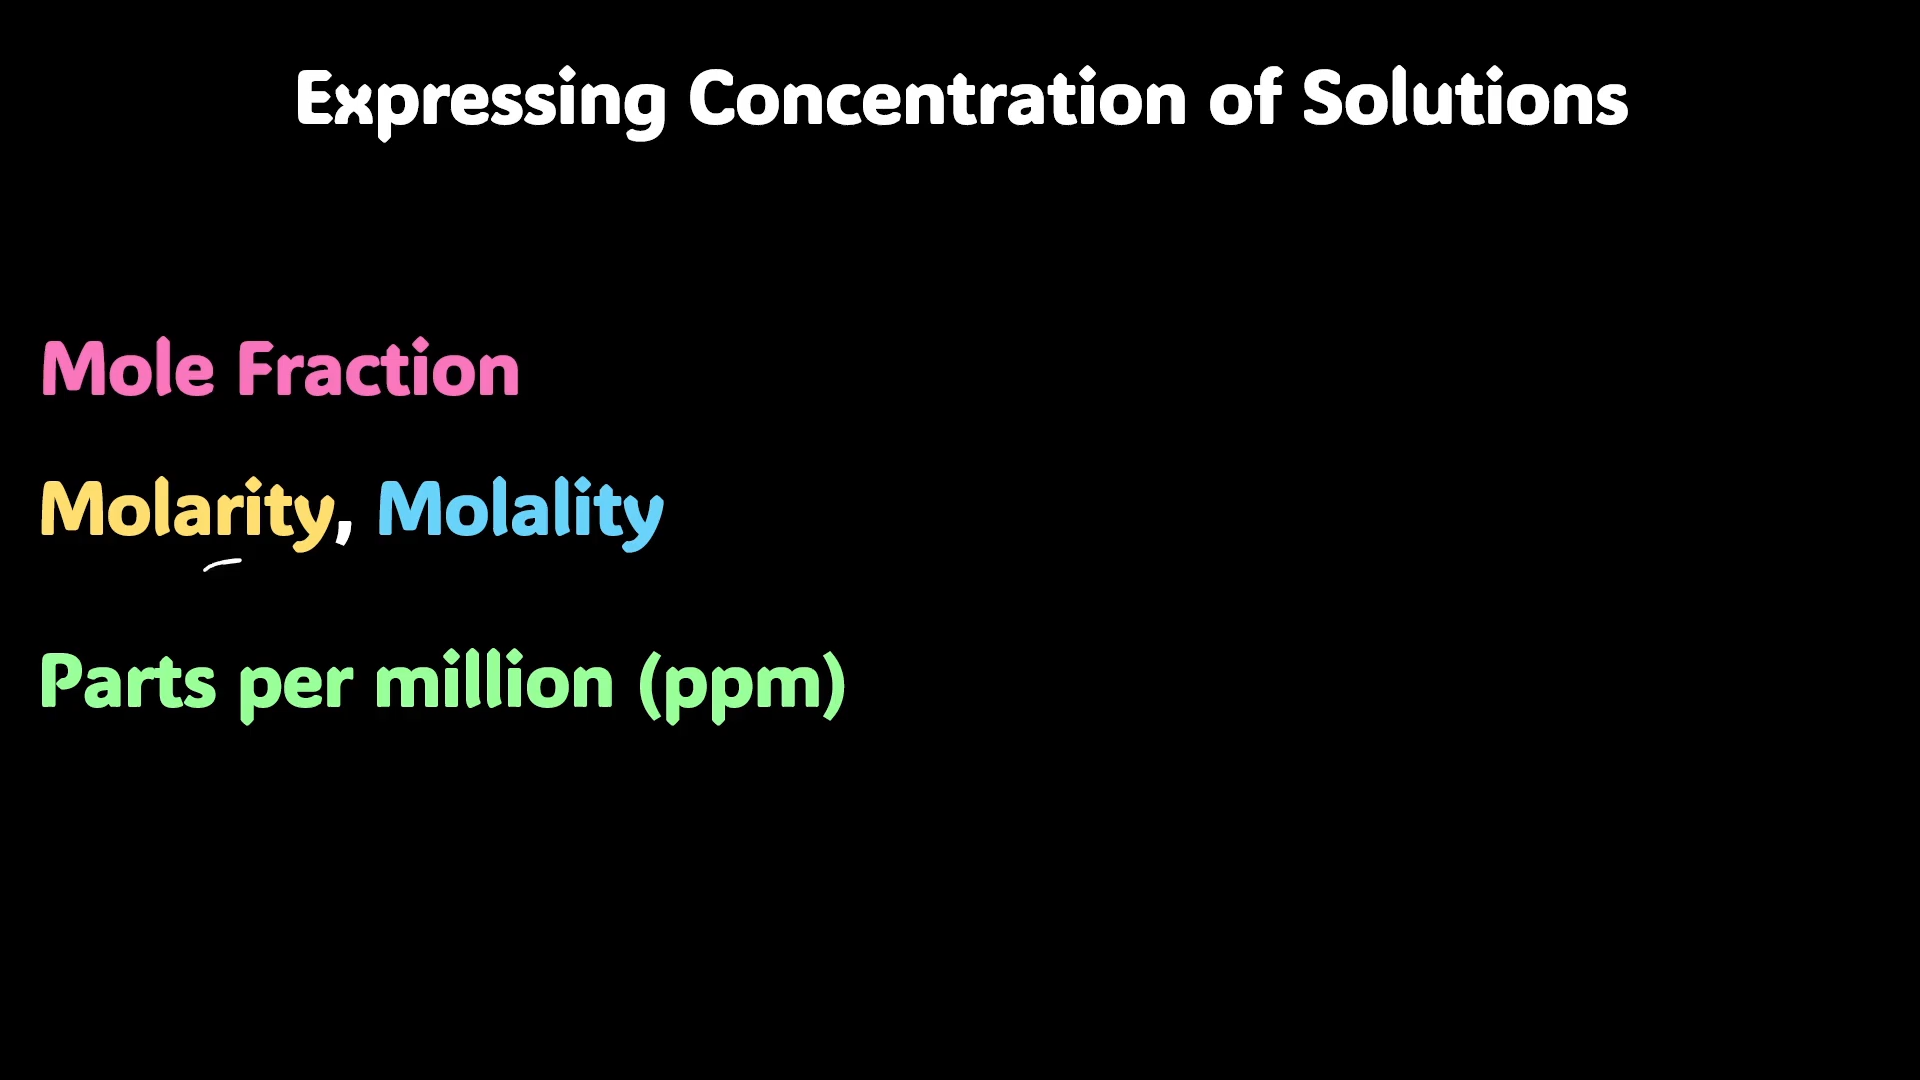 Expressing Concentration of Solutions
Mole Fraction
Molarity, Molality
Parts per million (ppm)